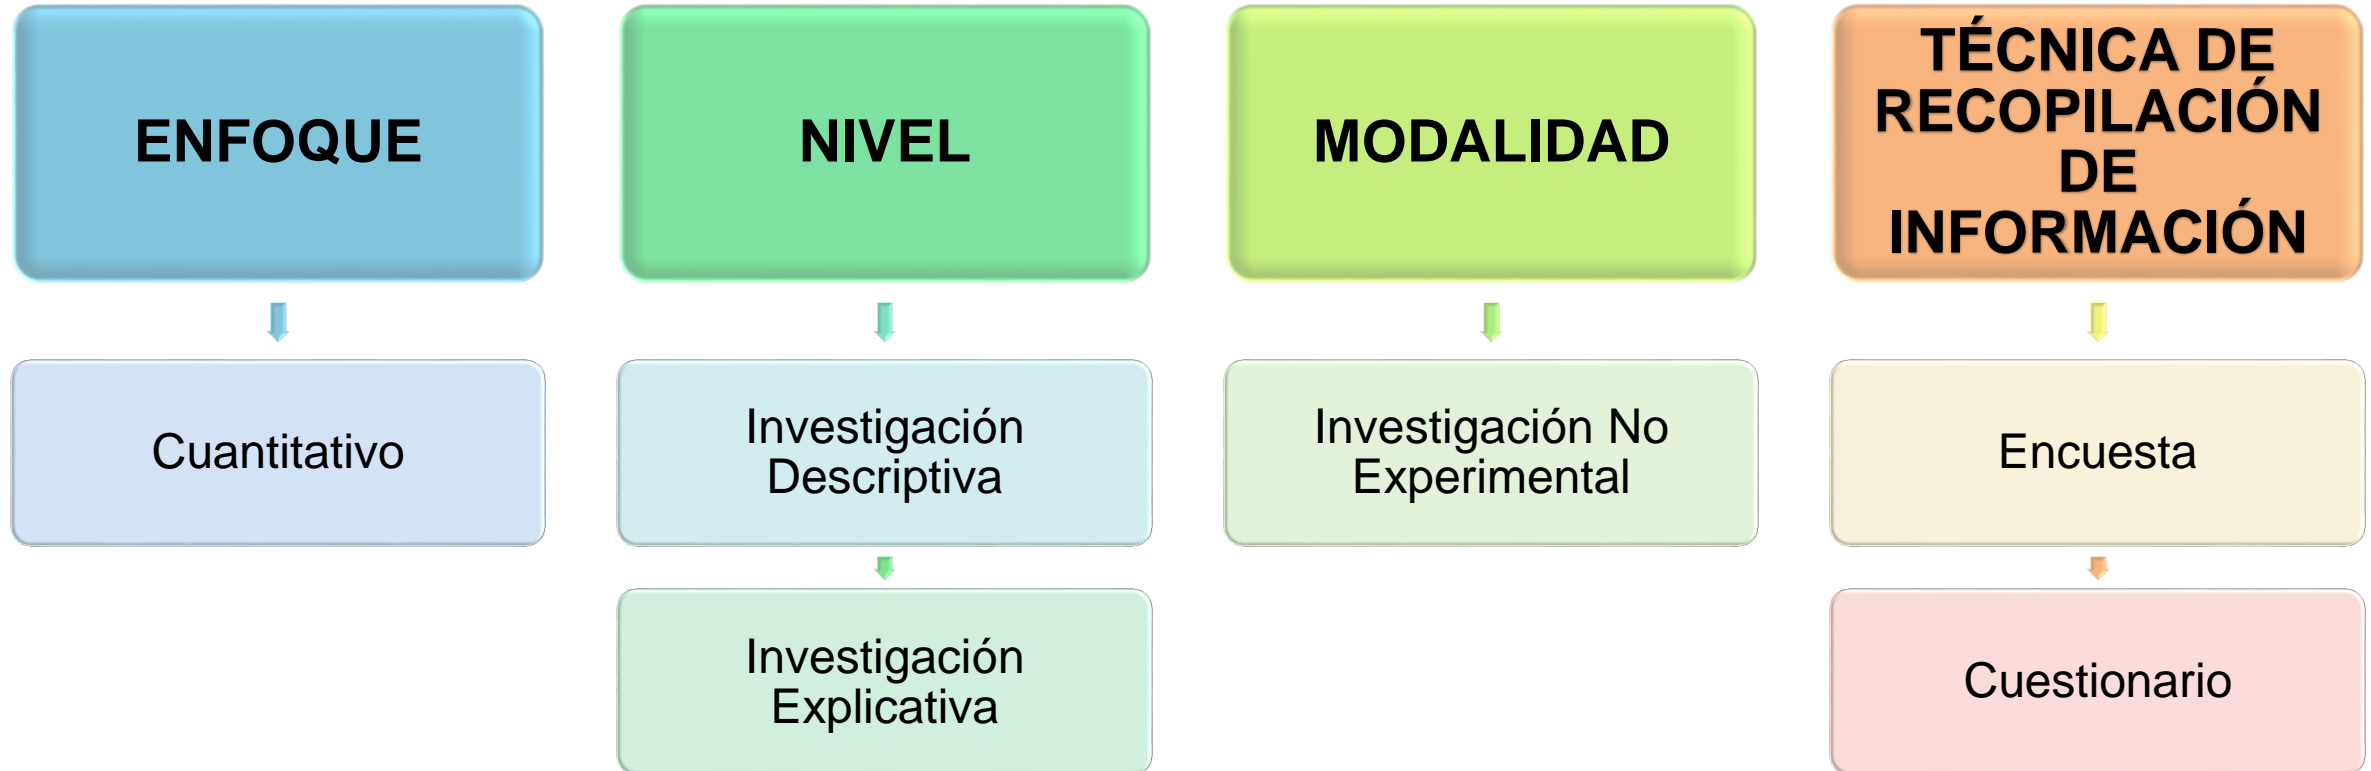 ENFOQUE
Cuantitativo
NIVEL
Investigación
Descriptiva
Investigación
Explicativa
MODALIDAD
Investigación No
Experimental
TÉCNICA DE
RECOPILACIÓN
DE
INFORMACIÓN
Encuesta
Cuestionario